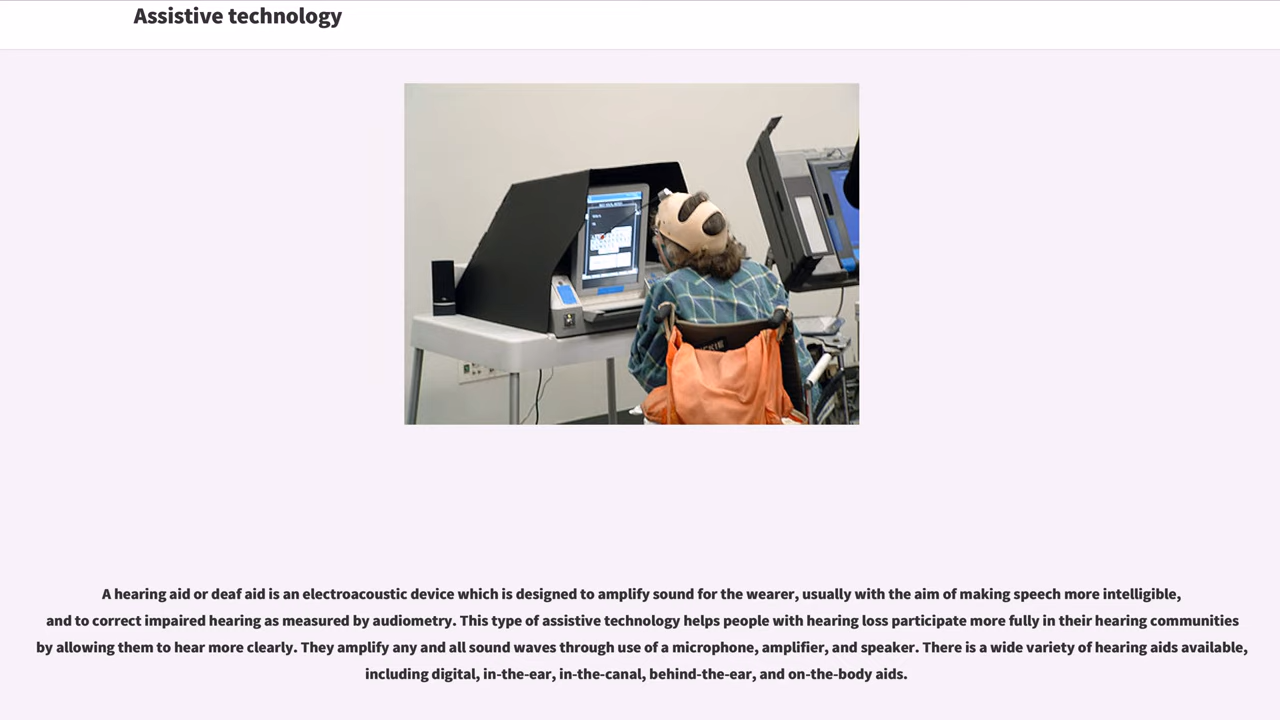 Assistive technology
A hearing aid or deaf aid is an electroacoustic device which is designed to amplify sound for the wearer, usually with the aim of making speech more intelligible,
and to correct impaired hearing as measured by audiometry. This type of assistive technology helps people with hearing loss participate more fully in their hearing communities
by allowing them to hear more clearly. They amplify any and all sound waves through use of a microphone, amplifier, and speaker. There is a wide variety of hearing aids available,
including digital, in-the-ear, in-the-canal, behind-the-ear, and on-the-body aids.